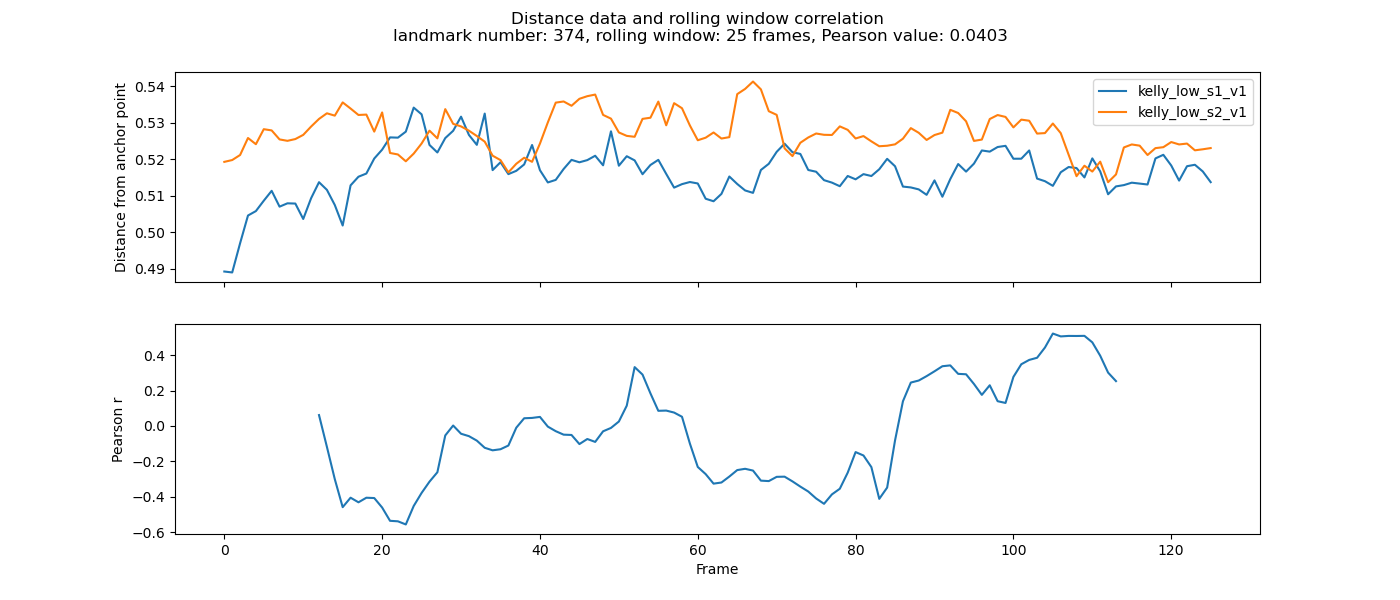 Distance data and rolling window correlation
landmark number: 374, rolling window: 25 frames, Pearson value: 0.0403
Distance from anchor point
0.54
0.53
0.52
0.51
0.50
0.49
kelly_low_s1_v1
kelly_low_s2_v1
Pearson r
0.4
0.2
0.0
−0.2
−0.4
−0.6
0 20 40 60 80 100 120
Frame